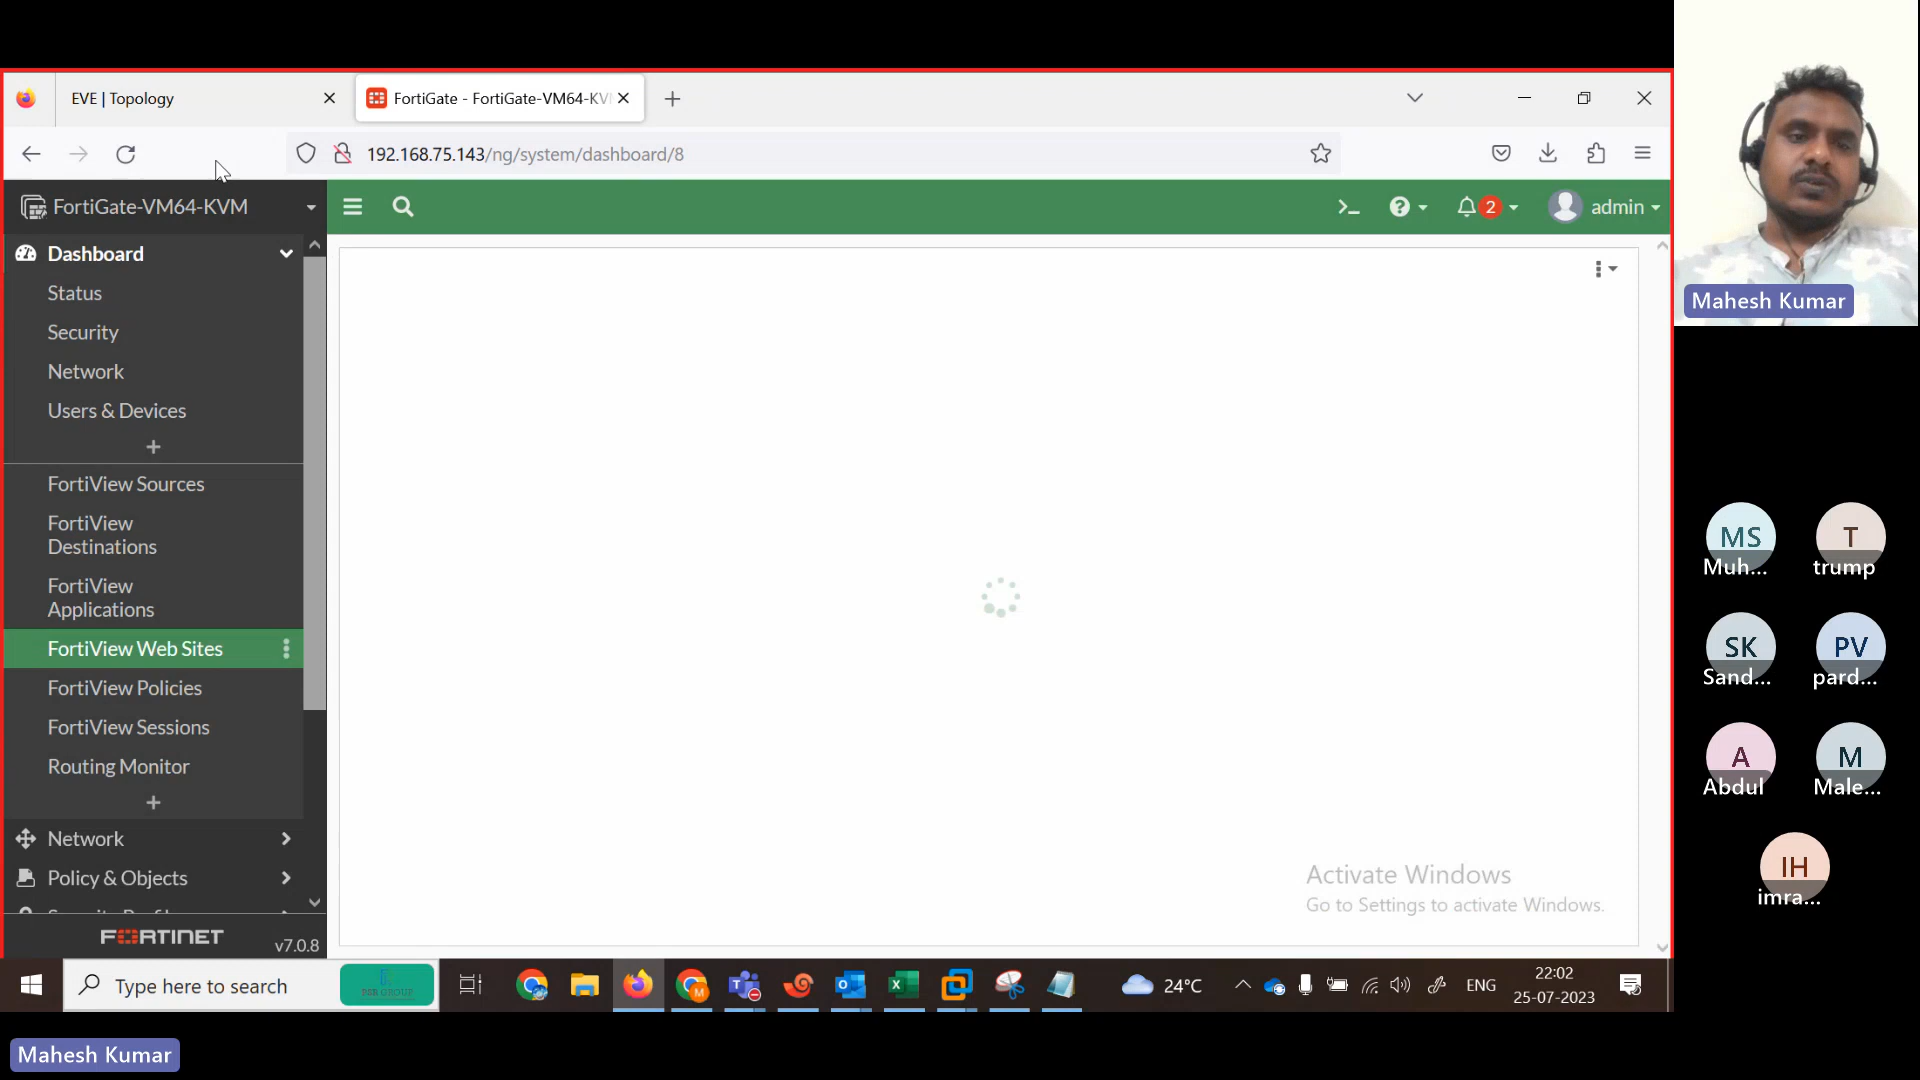 EVE | Topology
FortiGate - FortiGate-VM64-KV
192.168.75.143/ng/system/dashboard/8
FortiGate-VM64-KVM
2
admin
Dashboard
Status
Security
Network
Users & Devices
FortiView Sources
FortiView
Destinations
FortiView
Applications
FortiView Web Sites
FortiView Policies
FortiView Sessions
Routing Monitor
Network
Policy & Objects
FORTINET
v7.0.8
Activate Windows
Go to Settings to activate Windows.
Type here to search
24°C
ENG
22:02
25-07-2023
Mahesh Kumar
MS
Muh...
T
trump
SK
Sand...
PV
pard...
A
Abdul
M
Male...
IH
imra...
Mahesh Kumar